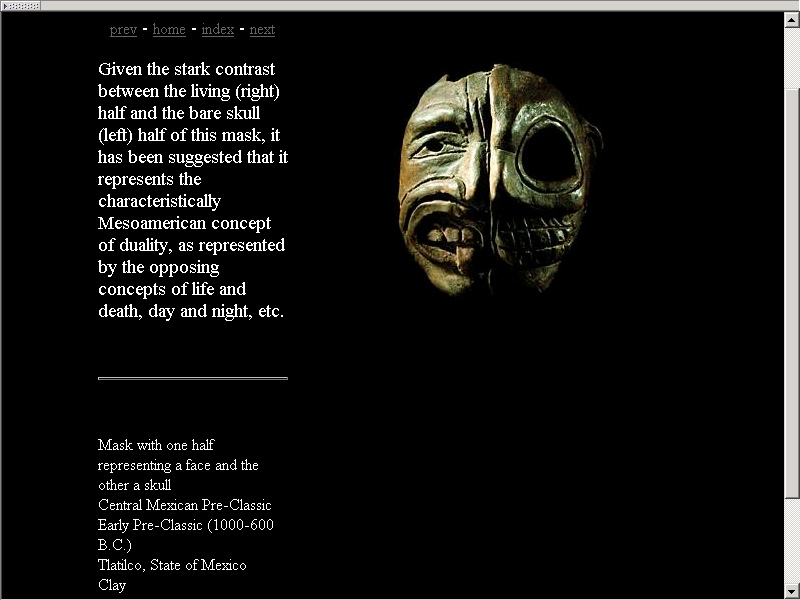 prev - home - index - next
Given the stark contrast
between the living (right)
half and the bare skull
(left) half of this mask, it
has been suggested that it
represents the
characteristically
Mesoamerican concept
of duality, as represented
by the opposing
concepts of life and
death, day and night, etc.
Mask with one half
representing a face and the
other a skull
Central Mexican Pre-Classic
Early Pre-Classic (1000-600
B.C.)
Tlatilco, State of Mexico
Clay